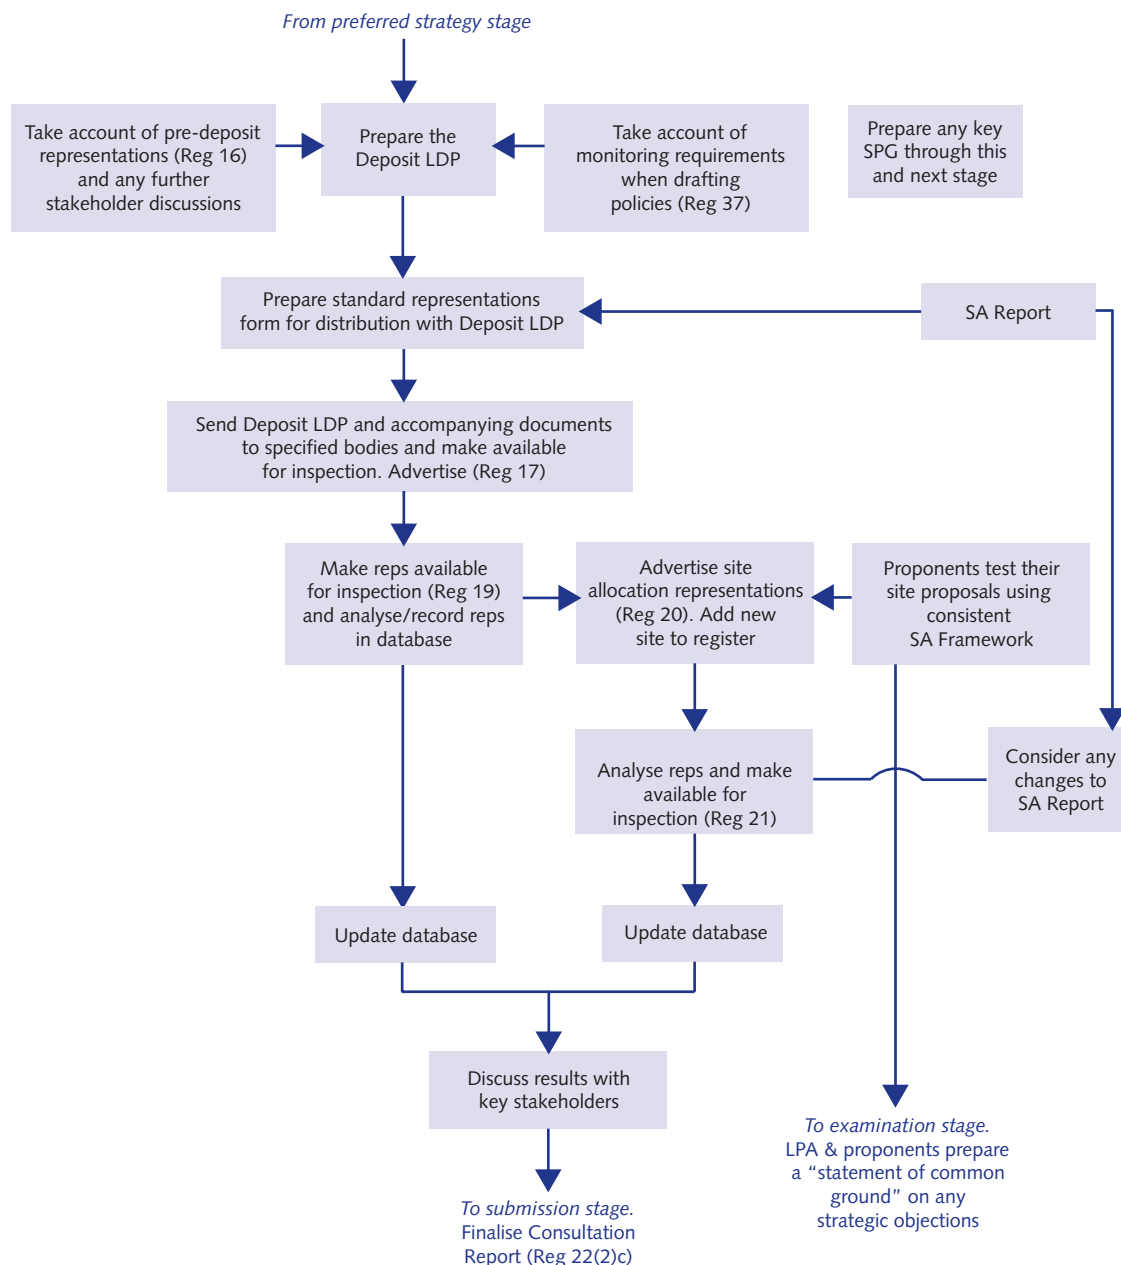 From preferred strategy stage
Take account of pre-deposit
representations (Reg 16)
and any further
stakeholder discussions
Prepare the
Deposit LDP
Take account of
monitoring requirements
when drafting
policies (Reg 37)
Prepare any key
SPG through this
and next stage
Prepare standard representations
form for distribution with Deposit LDP
SA Report
Send Deposit LDP and accompanying documents
to specified bodies and make available
for inspection. Advertise (Reg 17)
Make reps available
for inspection (Reg 19)
and analyse/record reps
in database
Advertise site
allocation representations
(Reg 20). Add new
site to register
Proponents test their
site proposals using
consistent
SA Framework
Analyse reps and make
available for
inspection (Reg 21)
Consider any
changes to
SA Report
Update database
Update database
Discuss results with
key stakeholders
To examination stage.
LPA & proponents prepare
a “statement of common
ground” on any
strategic objections
To submission stage.
Finalise Consultation
Report (Reg 22(2)c)